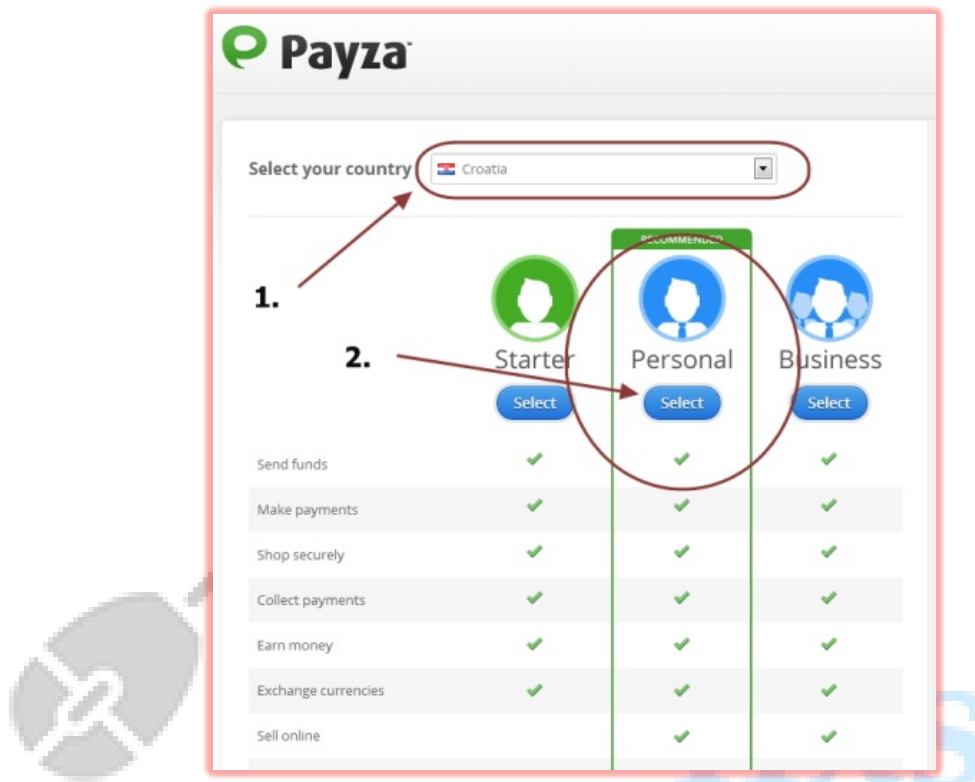 Payza™
Select your country Croatia
RECOMMENDED
1.
2.
Starter Personal Business
Select Select Select
Send funds
Make payments
Shop securely
Collect payments
Earn money
Exchange currencies
Sell online